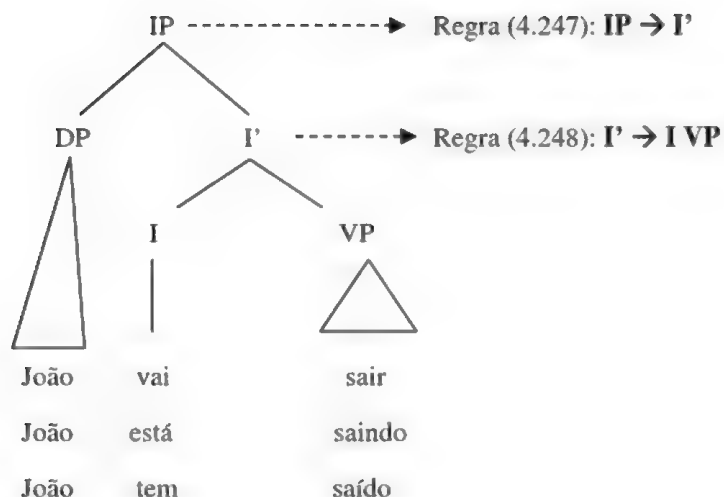 IP Regra (4.247): IP → I’
DP I’ Regra (4.248): I’ → I VP
I VP
João vai sair
João está saindo
João tem saído